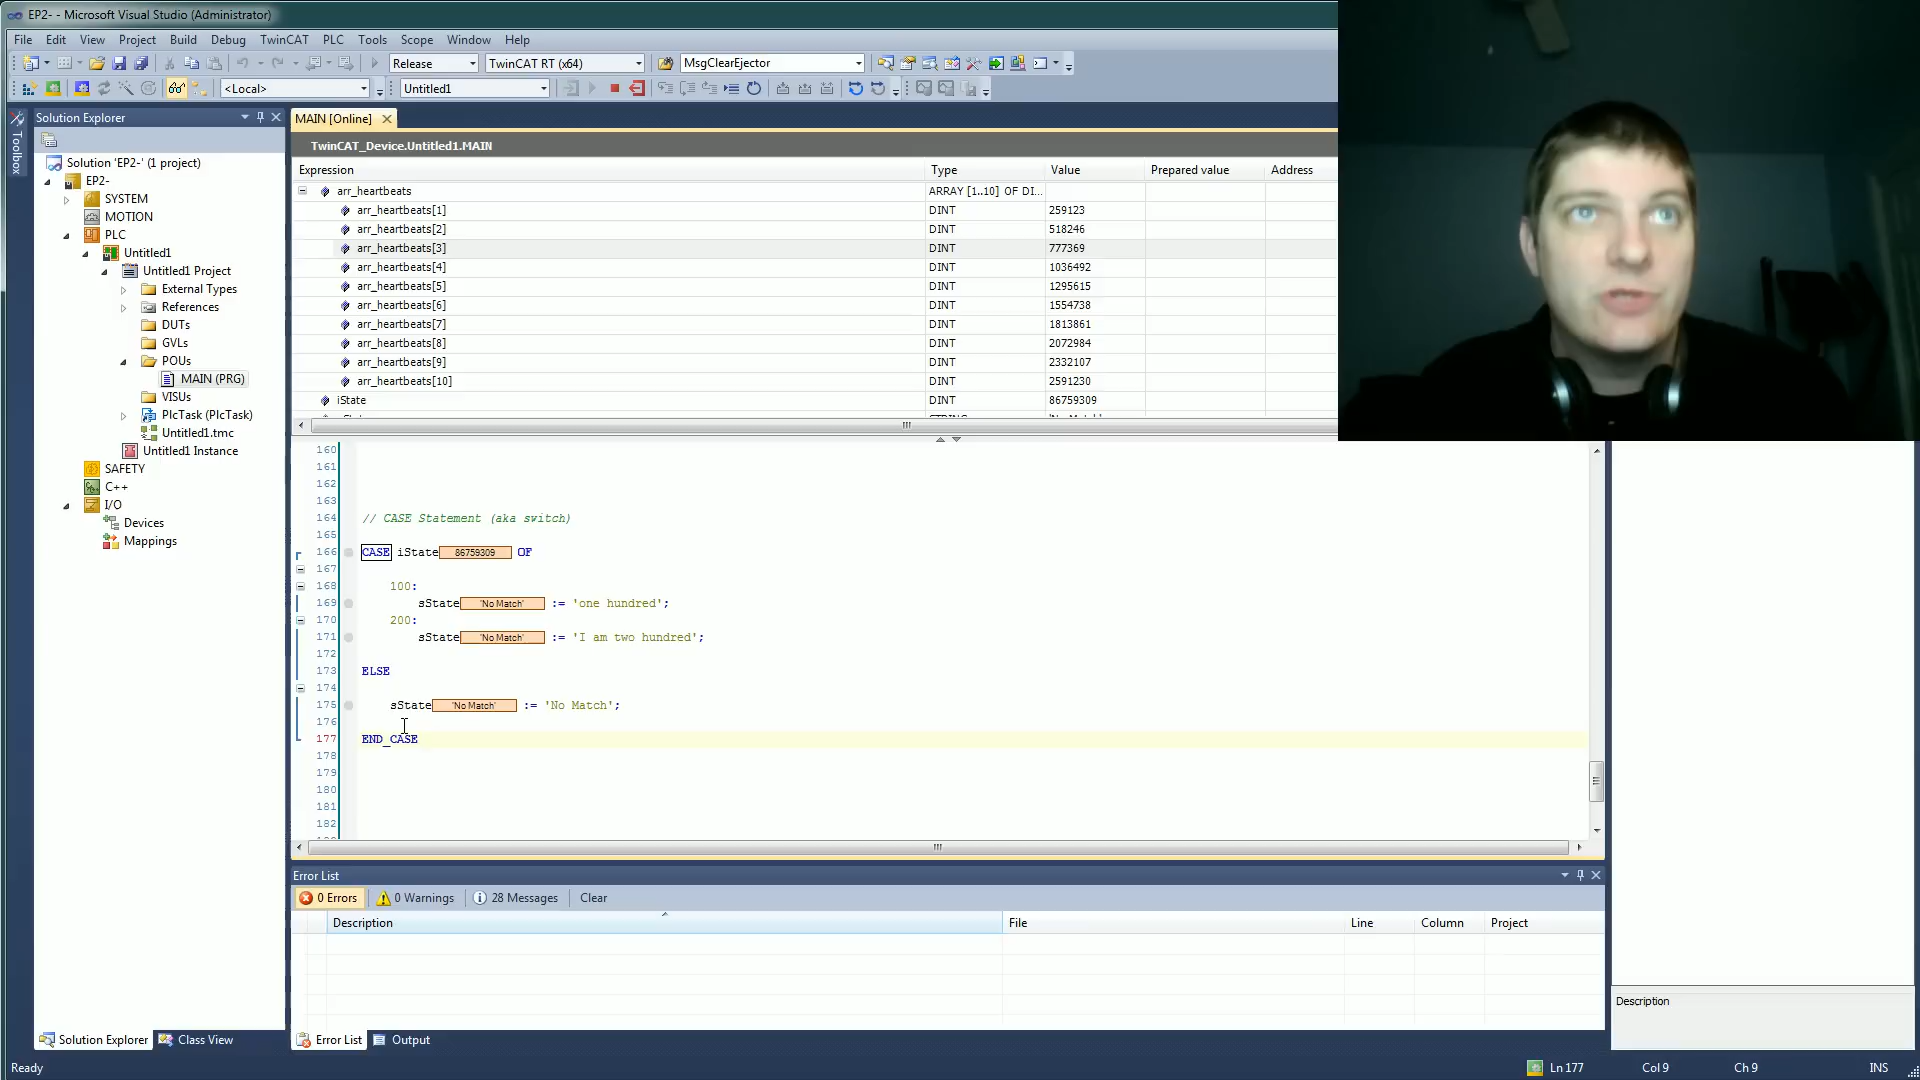 EP2- - Microsoft Visual Studio (Administrator)
File Edit View Project Build Debug TwinCAT PLC Tools Scope Window Help
Release TwinCAT RT (x64) MsgClearEjector
<Local> Untitled1
Toolbox
Solution Explorer
Solution 'EP2-' (1 project)
EP2-
SYSTEM
MOTION
PLC
Untitled1
Untitled1 Project
External Types
References
DUTs
GVLs
POUs
MAIN (PRG)
VISUs
PlcTask (PlcTask)
Untitled1.tmc
Untitled1 Instance
SAFETY
C++
I/O
Devices
Mappings
Solution Explorer Class View
MAIN [Online]
TwinCAT_Device.Untitled1.MAIN
Expression Type Value Prepared value Address
arr_heartbeats ARRAY [1..10] OF DI...
arr_heartbeats[1] DINT 259123
arr_heartbeats[2] DINT 518246
arr_heartbeats[3] DINT 777369
arr_heartbeats[4] DINT 1036492
arr_heartbeats[5] DINT 1295615
arr_heartbeats[6] DINT 1554738
arr_heartbeats[7] DINT 1813861
arr_heartbeats[8] DINT 2072984
arr_heartbeats[9] DINT 2332107
arr_heartbeats[10] DINT 2591230
iState DINT 86759309
160
161
162
163
164 // CASE Statement (aka switch)
165
166 CASE iState 86759309 OF
167
168 100:
169 sState 'No Match' := 'one hundred';
170 200:
171 sState 'No Match' := 'I am two hundred';
172
173 ELSE
174
175 sState 'No Match' := 'No Match';
176
177 END_CASE
178
179
180
181
182
Error List
0 Errors 0 Warnings 28 Messages Clear
Description File Line Column Project
Error List Output
Description
Ready Ln 177 Col 9 Ch 9 INS